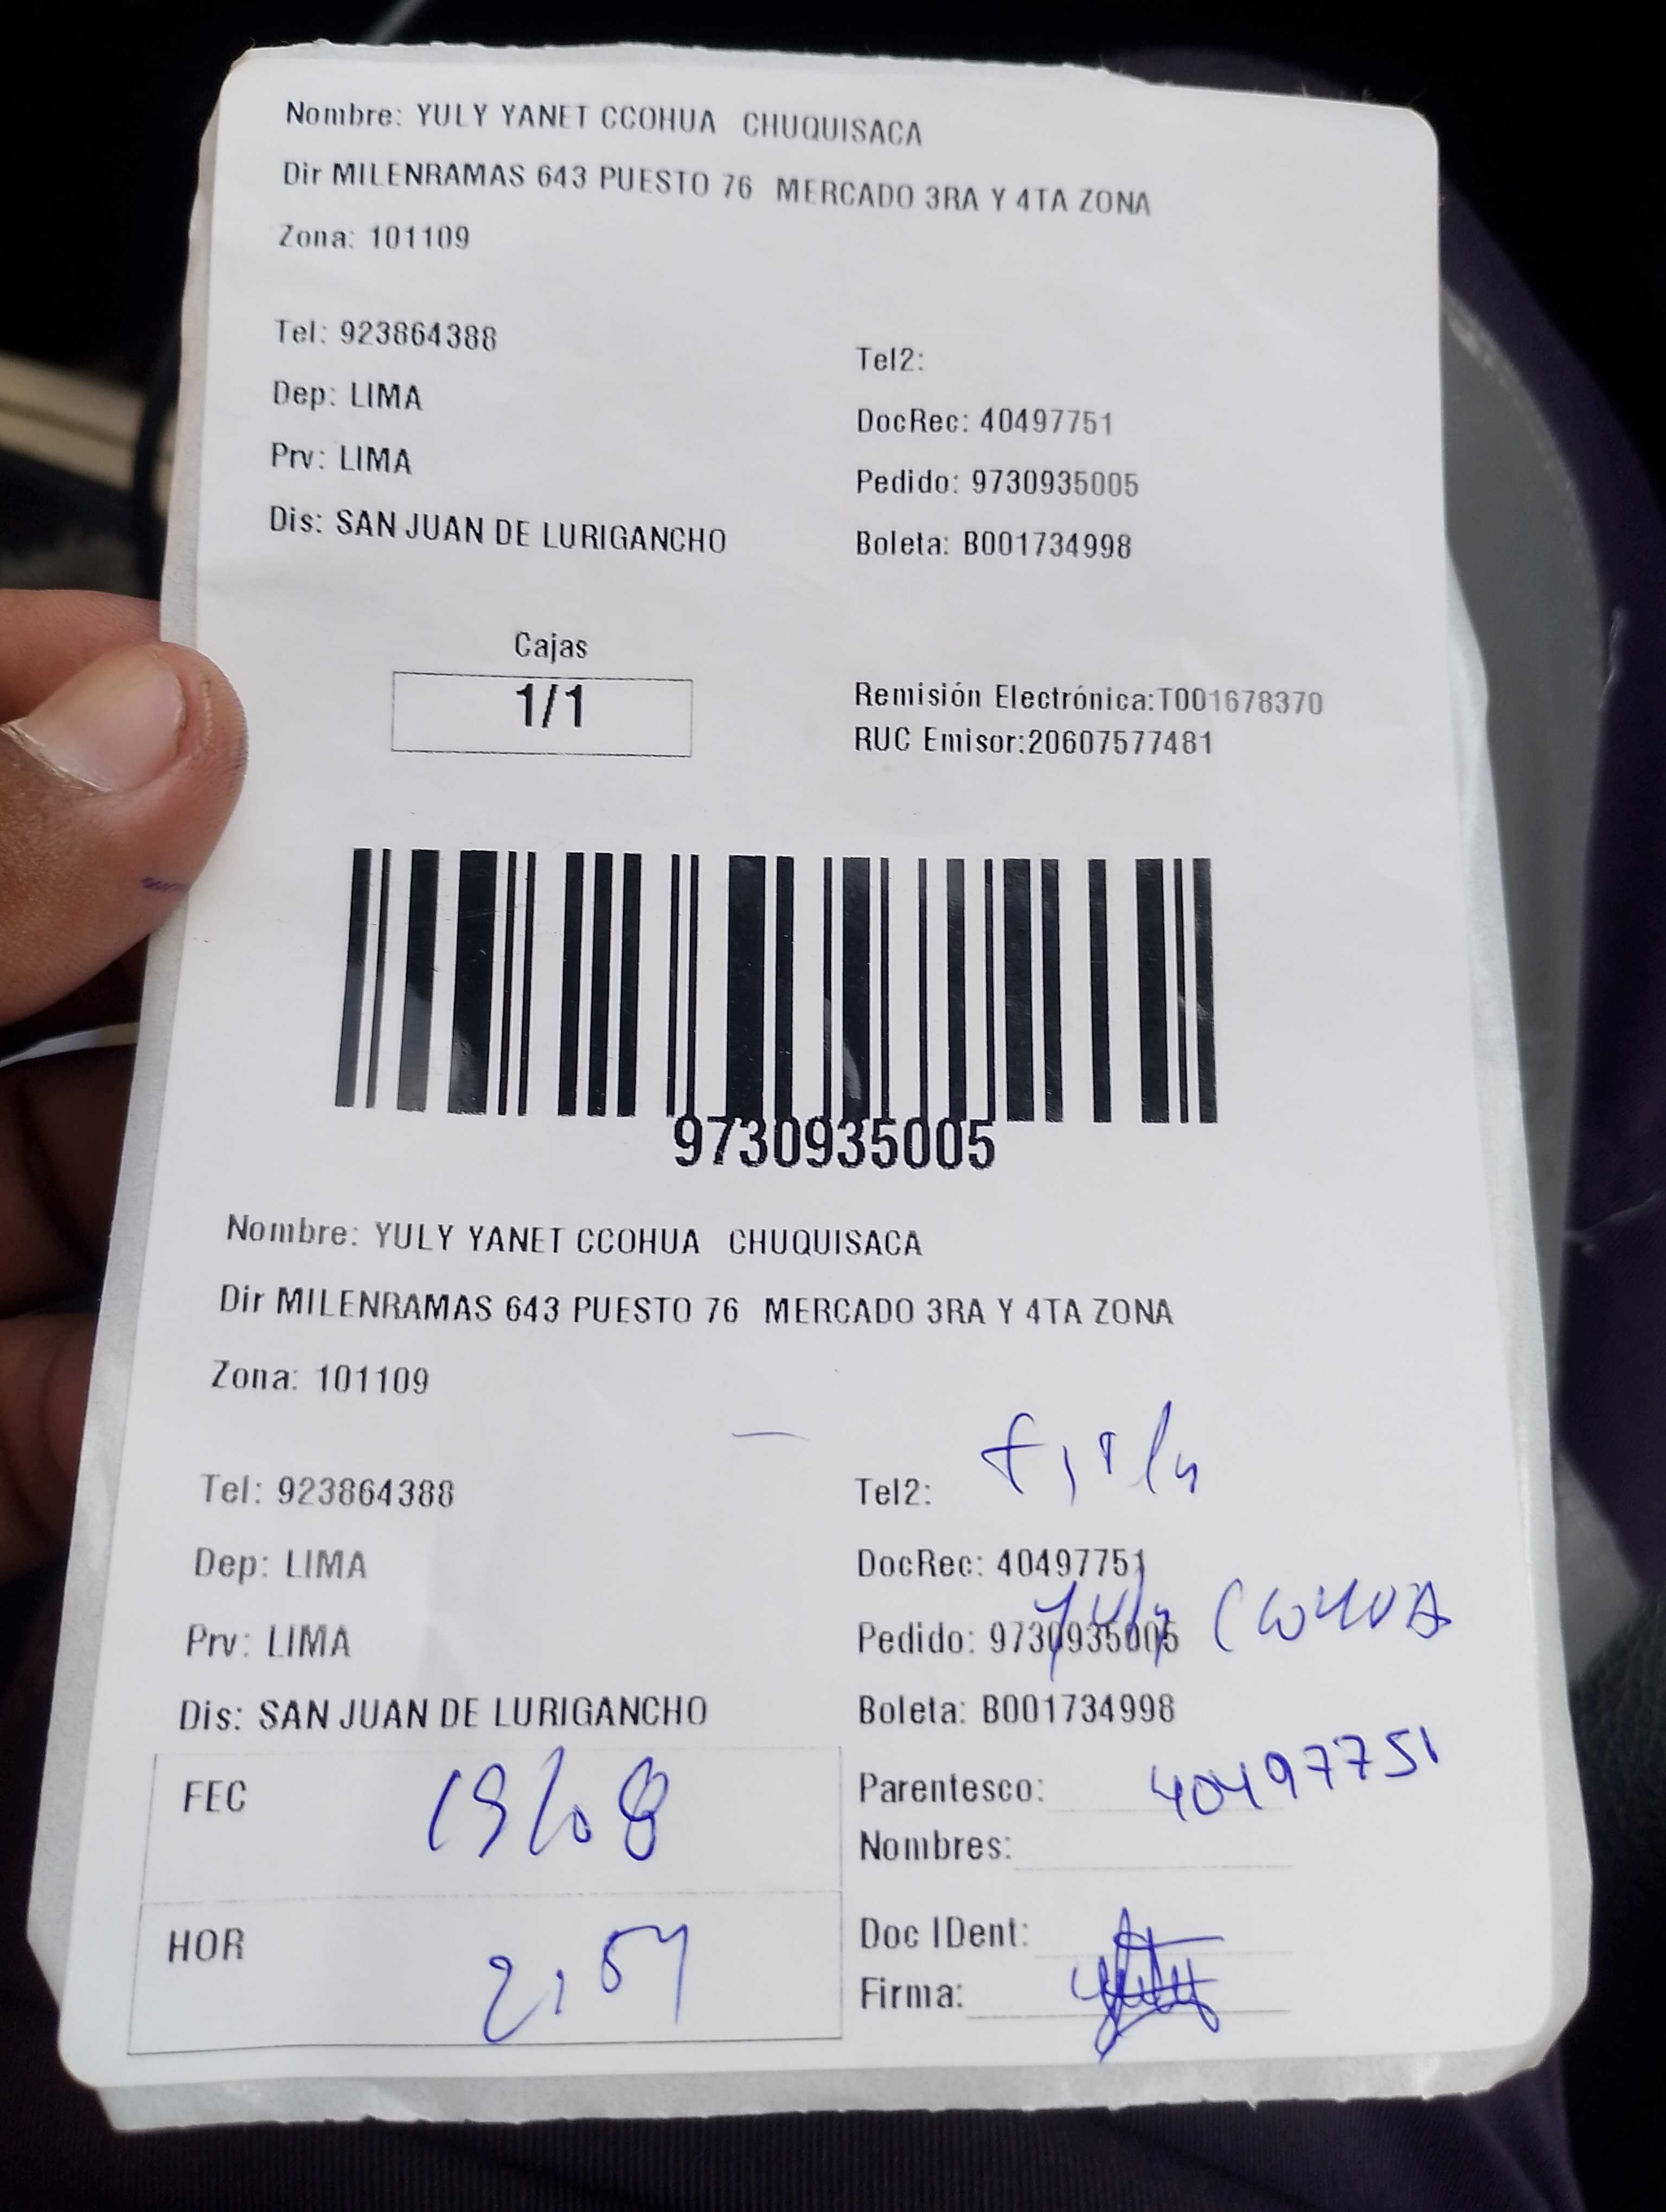 Nombre: YULY YANET CCOHUA CHUQUISACA
Dir MILENRAMAS 643 PUESTO 76 MERCADO 3RA Y 4TA ZONA
Zona: 101109
Tel: 923864388
Tel2:
Dep: LIMA
DocRec: 40497751
Prv: LIMA
Pedido: 9730935005
Dis: SAN JUAN DE LURIGANCHO
Boleta: B001734998
Cajas
1/1
Remisión Electrónica:T001678370
RUC Emisor:20607577481
9730935005
Nombre: YULY YANET CCOHUA CHUQUISACA
Dir MILENRAMAS 643 PUESTO 76 MERCADO 3RA Y 4TA ZONA
Zona: 101109
Tel: 923864388
Tel2:
Dep: LIMA
DocRec: 40497751
Yuly CCOHUA
Prv: LIMA
Pedido: 9730935005
Dis: SAN JUAN DE LURIGANCHO
Boleta: B001734998
FEC 19/08
Parentesco: 40497751
Nombres:
HOR
Doc IDent:
Firma: